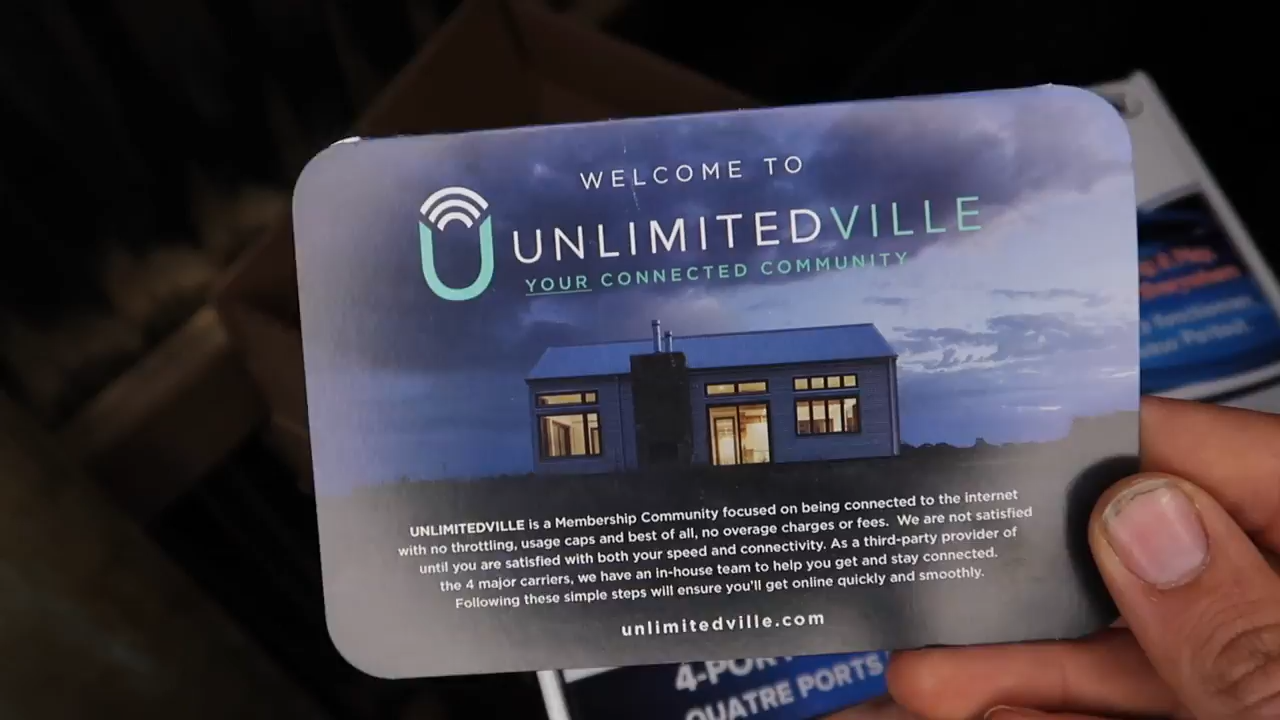 WELCOME TO
UNLIMITEDVILLE
YOUR CONNECTED COMMUNITY
UNLIMITEDVILLE is a Membership Community focused on being connected to the internet
with no throttling, usage caps and best of all, no overage charges or fees. We are not satisfied
until you are satisfied with both your speed and connectivity. As a third-party provider of
the 4 major carriers, we have an in-house team to help you get and stay connected.
Following these simple steps will ensure you'll get online quickly and smoothly.
unlimitedville.com
QUATRE PORTS